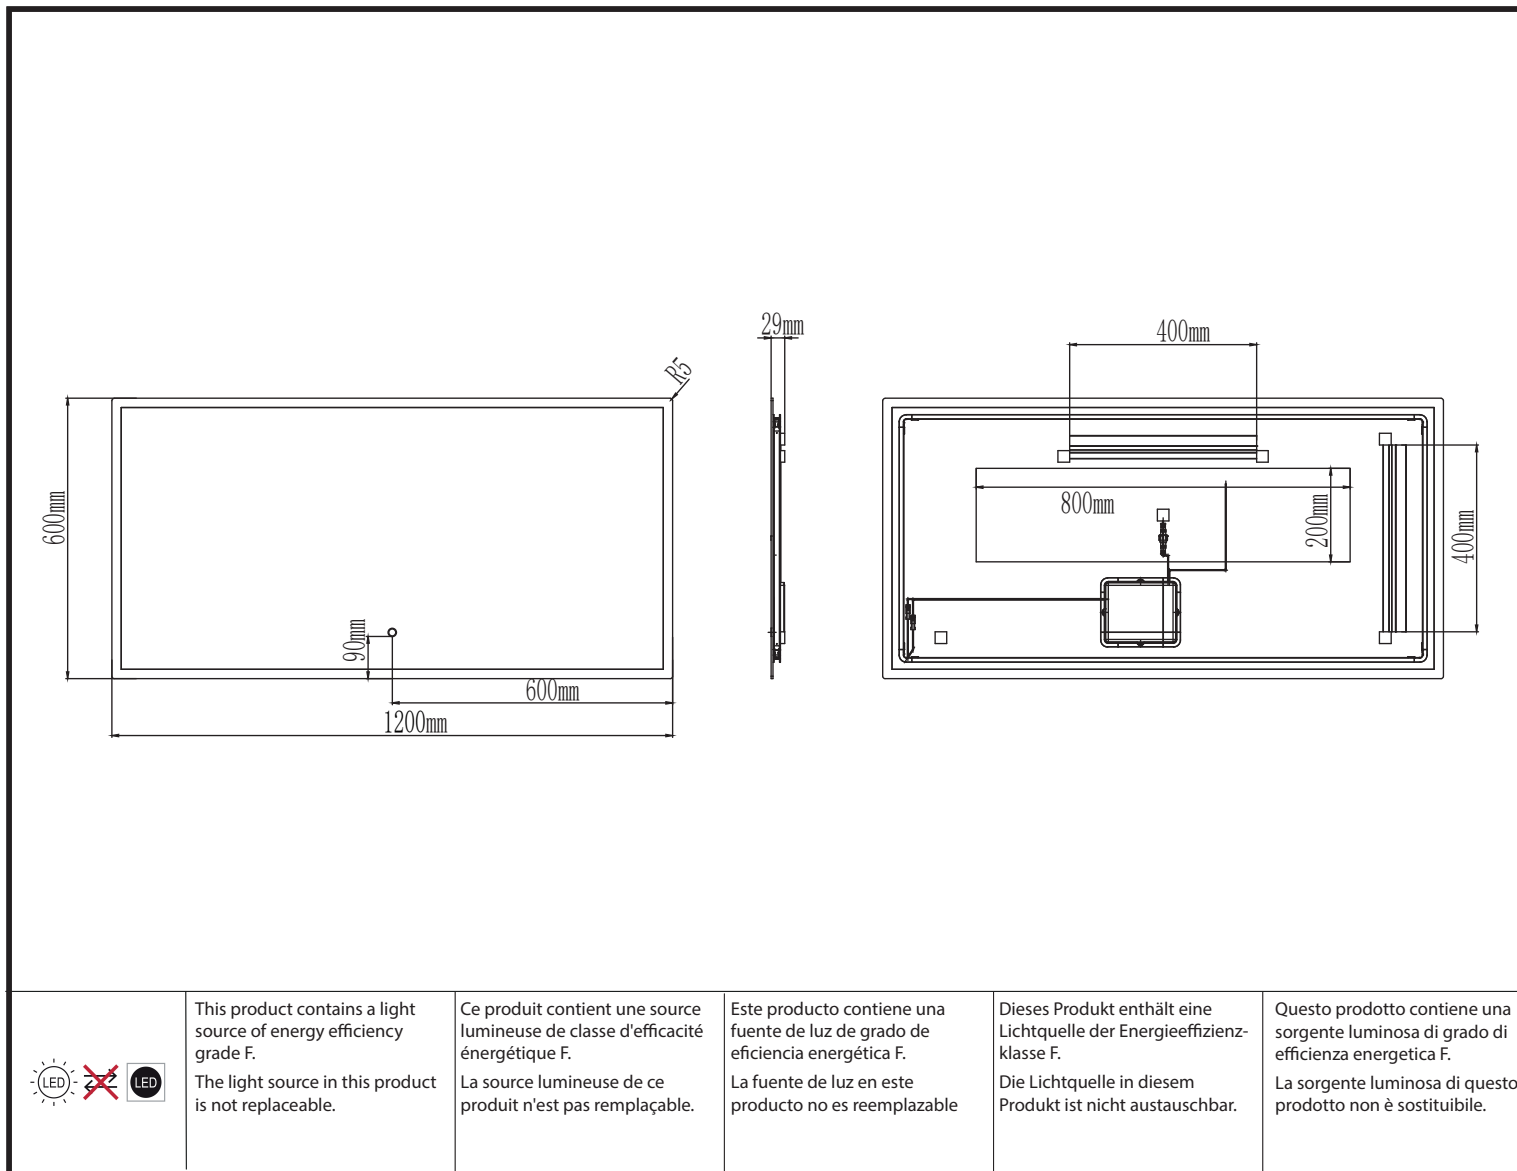 29mm
400mm
R5
600mm
800mm
200mm
400mm
90mm
600mm
1200mm
LED
LED
This product contains a light
source of energy efficiency
grade F.
The light source in this product
is not replaceable.
Ce produit contient une source
lumineuse de classe d'efficacité
énergétique F.
La source lumineuse de ce
produit n'est pas remplaçable.
Este producto contiene una
fuente de luz de grado de
eficiencia energética F.
La fuente de luz en este
producto no es reemplazable
Dieses Produkt enthält eine
Lichtquelle der Energieeffizienz-
klasse F.
Die Lichtquelle in diesem
Produkt ist nicht austauschbar.
Questo prodotto contiene una
sorgente luminosa di grado di
efficienza energetica F.
La sorgente luminosa di questo
prodotto non è sostituibile.